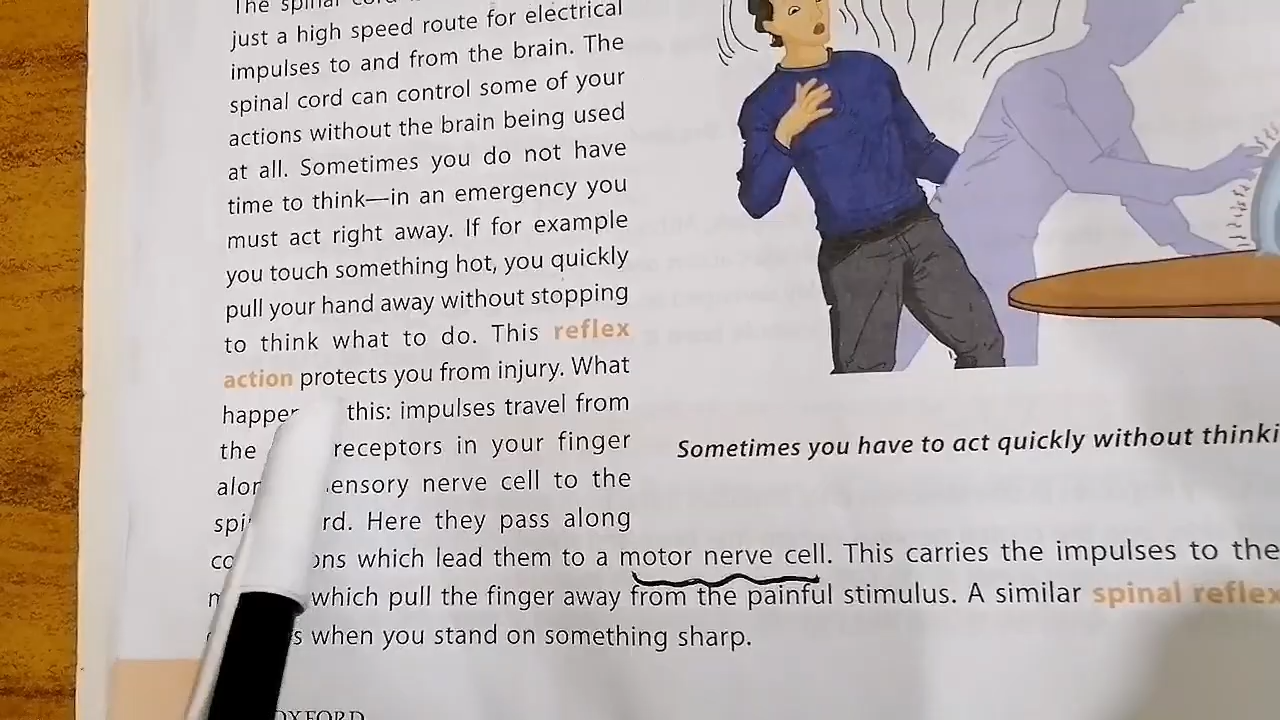 The spinal
just a high speed route for electrical
impulses to and from the brain. The
spinal cord can control some of your
actions without the brain being used
at all. Sometimes you do not have
time to think—in an emergency you
must act right away. If for example
you touch something hot, you quickly
pull your hand away without stopping
to think what to do. This reflex
action protects you from injury. What
this: impulses travel from
the receptors in your finger
nerve cell to the
Here they pass along
which lead them to a motor nerve cell. This carries the impulses to the
which pull the finger away from the painful stimulus. A similar spinal reflex
when you stand on something sharp.
Sometimes you have to act quickly without thinki
OXFORD